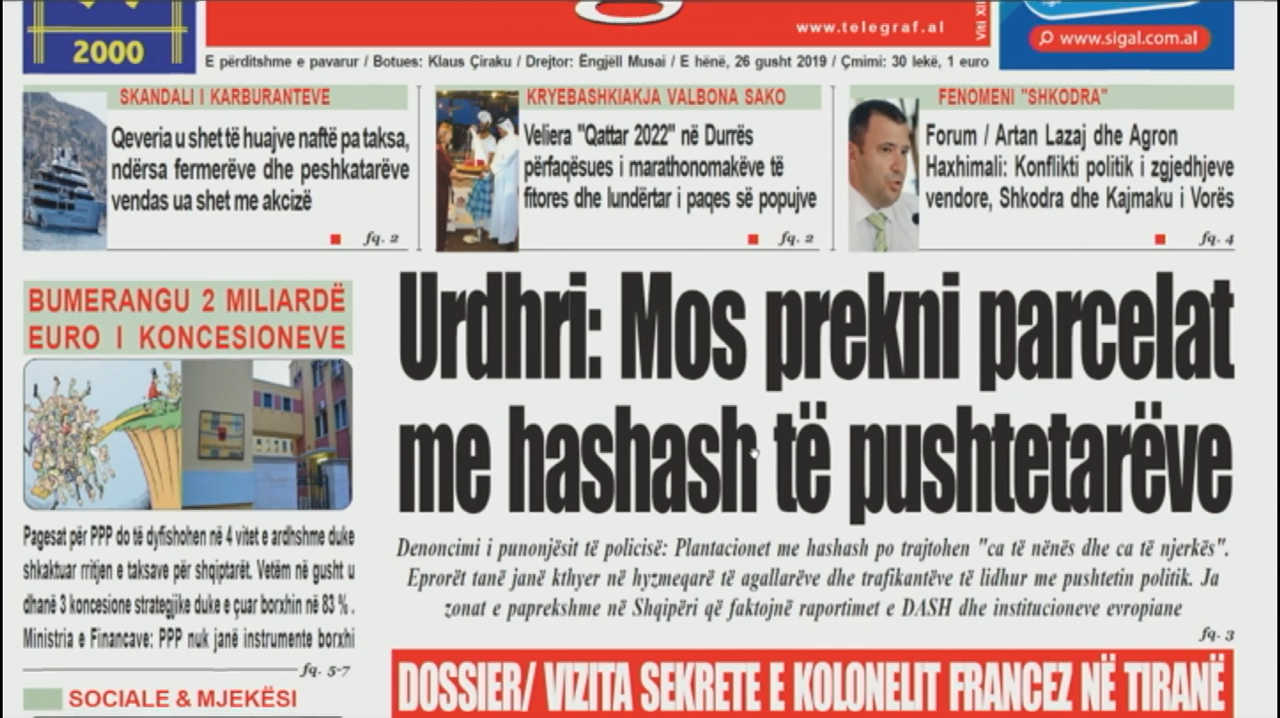 2000
www.telegraf.al
Viti XIV
www.sigal.com.al
E përditshme e pavarur / Botues: Klaus Çiraku / Drejtor: Ëngjëll Musai / E hënë, 26 gusht 2019 / Çmimi: 30 lekë, 1 euro
SKANDALI I KARBURANTEVE
Qeveria u shet të huajve naftë pa taksa,
ndërsa fermerëve dhe peshkatarëve
vendas ua shet me akcizë
fq. 2
KRYEBASHKIAKJA VALBONA SAKO
Veliera "Qattar 2022" në Durrës
përfaqësues i marathonomakëve të
fitores dhe lundërtar i paqes së popujve
fq. 2
FENOMENI "SHKODRA"
Forum / Artan Lazaj dhe Agron
Haxhimali: Konflikti politik i zgjedhjeve
vendore, Shkodra dhe Kajmaku i Vorës
fq. 4
BUMERANGU 2 MILIARDË
EURO I KONCESIONEVE
Pagesat për PPP do të dyfishohen në 4 vitet e ardhshme duke
shkaktuar rritjen e taksave për shqiptarët. Vetëm në gusht u
dhanë 3 koncesione strategjike duke e çuar borxhin në 83 % .
Ministria e Financave: PPP nuk janë instrumente borxhi
fq. 5-7
SOCIALE & MJEKËSI
Urdhri: Mos prekni parcelat
me hashash të pushtetarëve
Denoncimi i punonjësit të policisë: Plantacionet me hashash po trajtohen "ca të nënës dhe ca të njerkës".
Eprorët tanë janë kthyer në hyzmeqarë të agallarëve dhe trafikantëve të lidhur me pushtetin politik. Ja
zonat e paprekshme në Shqipëri që faktojnë raportimet e DASH dhe institucioneve evropiane
fq. 3
DOSSIER/ VIZITA SEKRETE E KOLONELIT FRANCEZ NË TIRANË